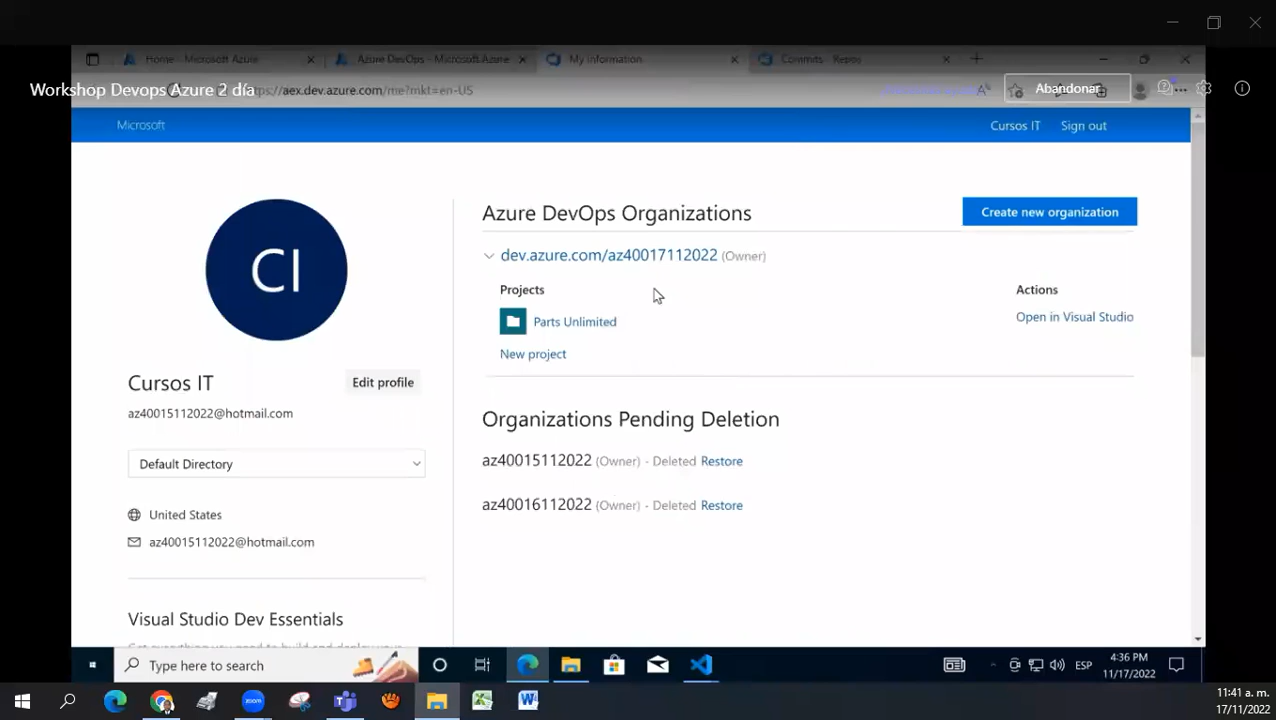 Home - Microsoft Azure
Azure DevOps - Microsoft Azure
My Information
Commits - Repos
Workshop Devops Azure 2 día
https://aex.dev.azure.com/me?mkt=en-US
Abandonar
Microsoft
Cursos IT
Sign out
CI
Azure DevOps Organizations
Create new organization
dev.azure.com/az40017112022 (Owner)
Projects
Actions
Parts Unlimited
Open in Visual Studio
New project
Cursos IT
Edit profile
az40015112022@hotmail.com
Organizations Pending Deletion
Default Directory
az40015112022 (Owner) - Deleted Restore
az40016112022 (Owner) - Deleted Restore
United States
az40015112022@hotmail.com
Visual Studio Dev Essentials
Type here to search
ESP
4:36 PM
11/17/2022
11:41 a. m.
17/11/2022